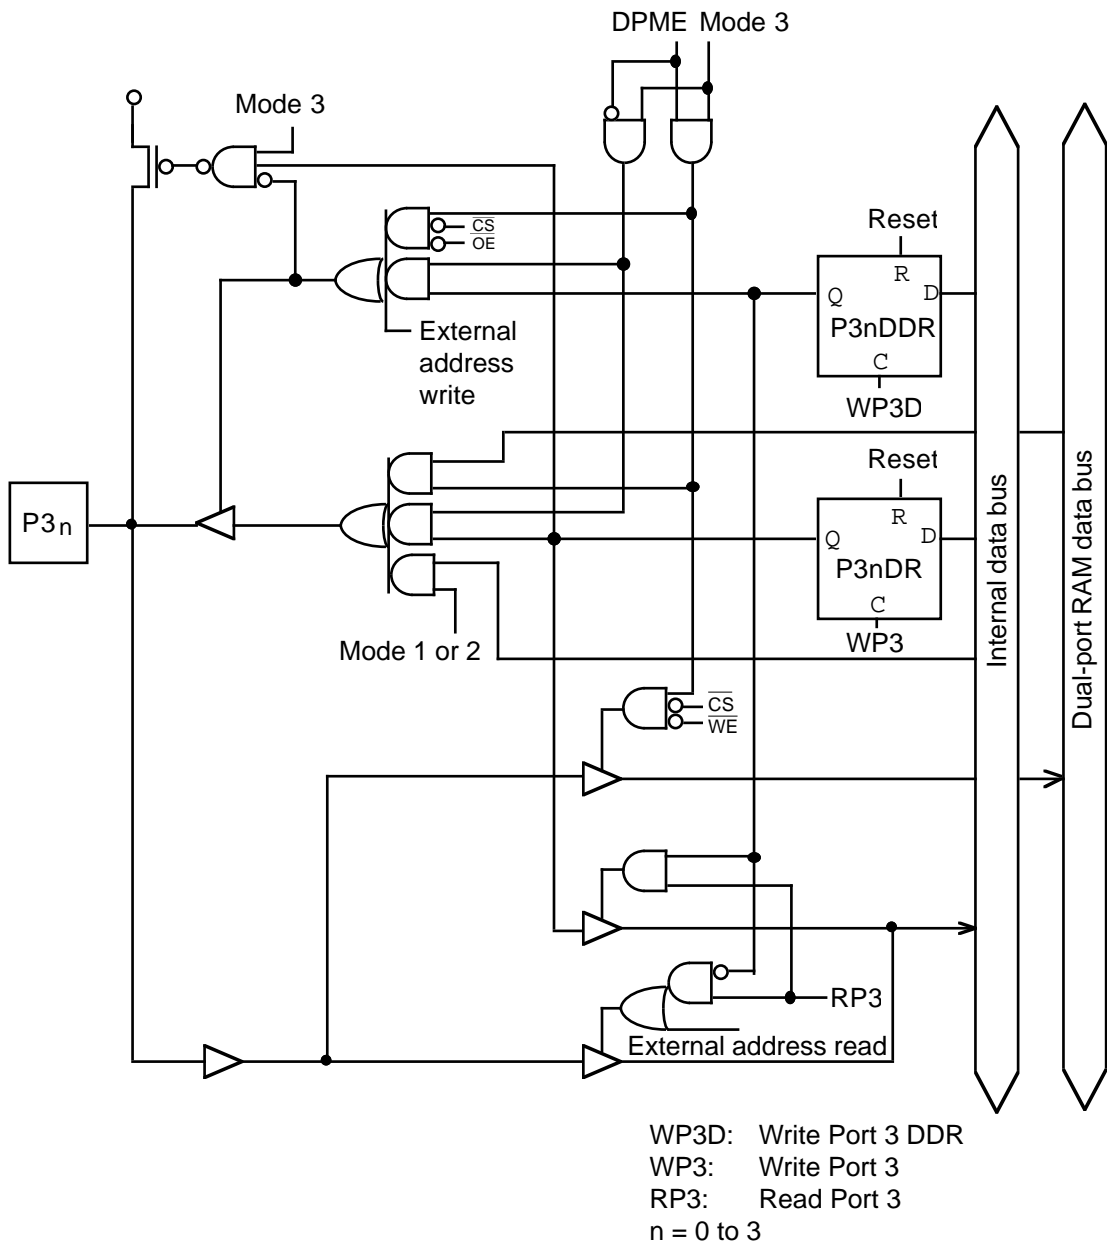 DPME Mode 3
Mode 3
CS
OE
Reset
R
Q
D
P3nDDR
C
WP3D
External
address
write
Reset
R
Q
D
P3nDR
C
WP3
P3n
Mode 1 or 2
CS
WE
Internal data bus
Dual-port RAM data bus
RP3
External address read
WP3D: Write Port 3 DDR
WP3: Write Port 3
RP3: Read Port 3
n = 0 to 3